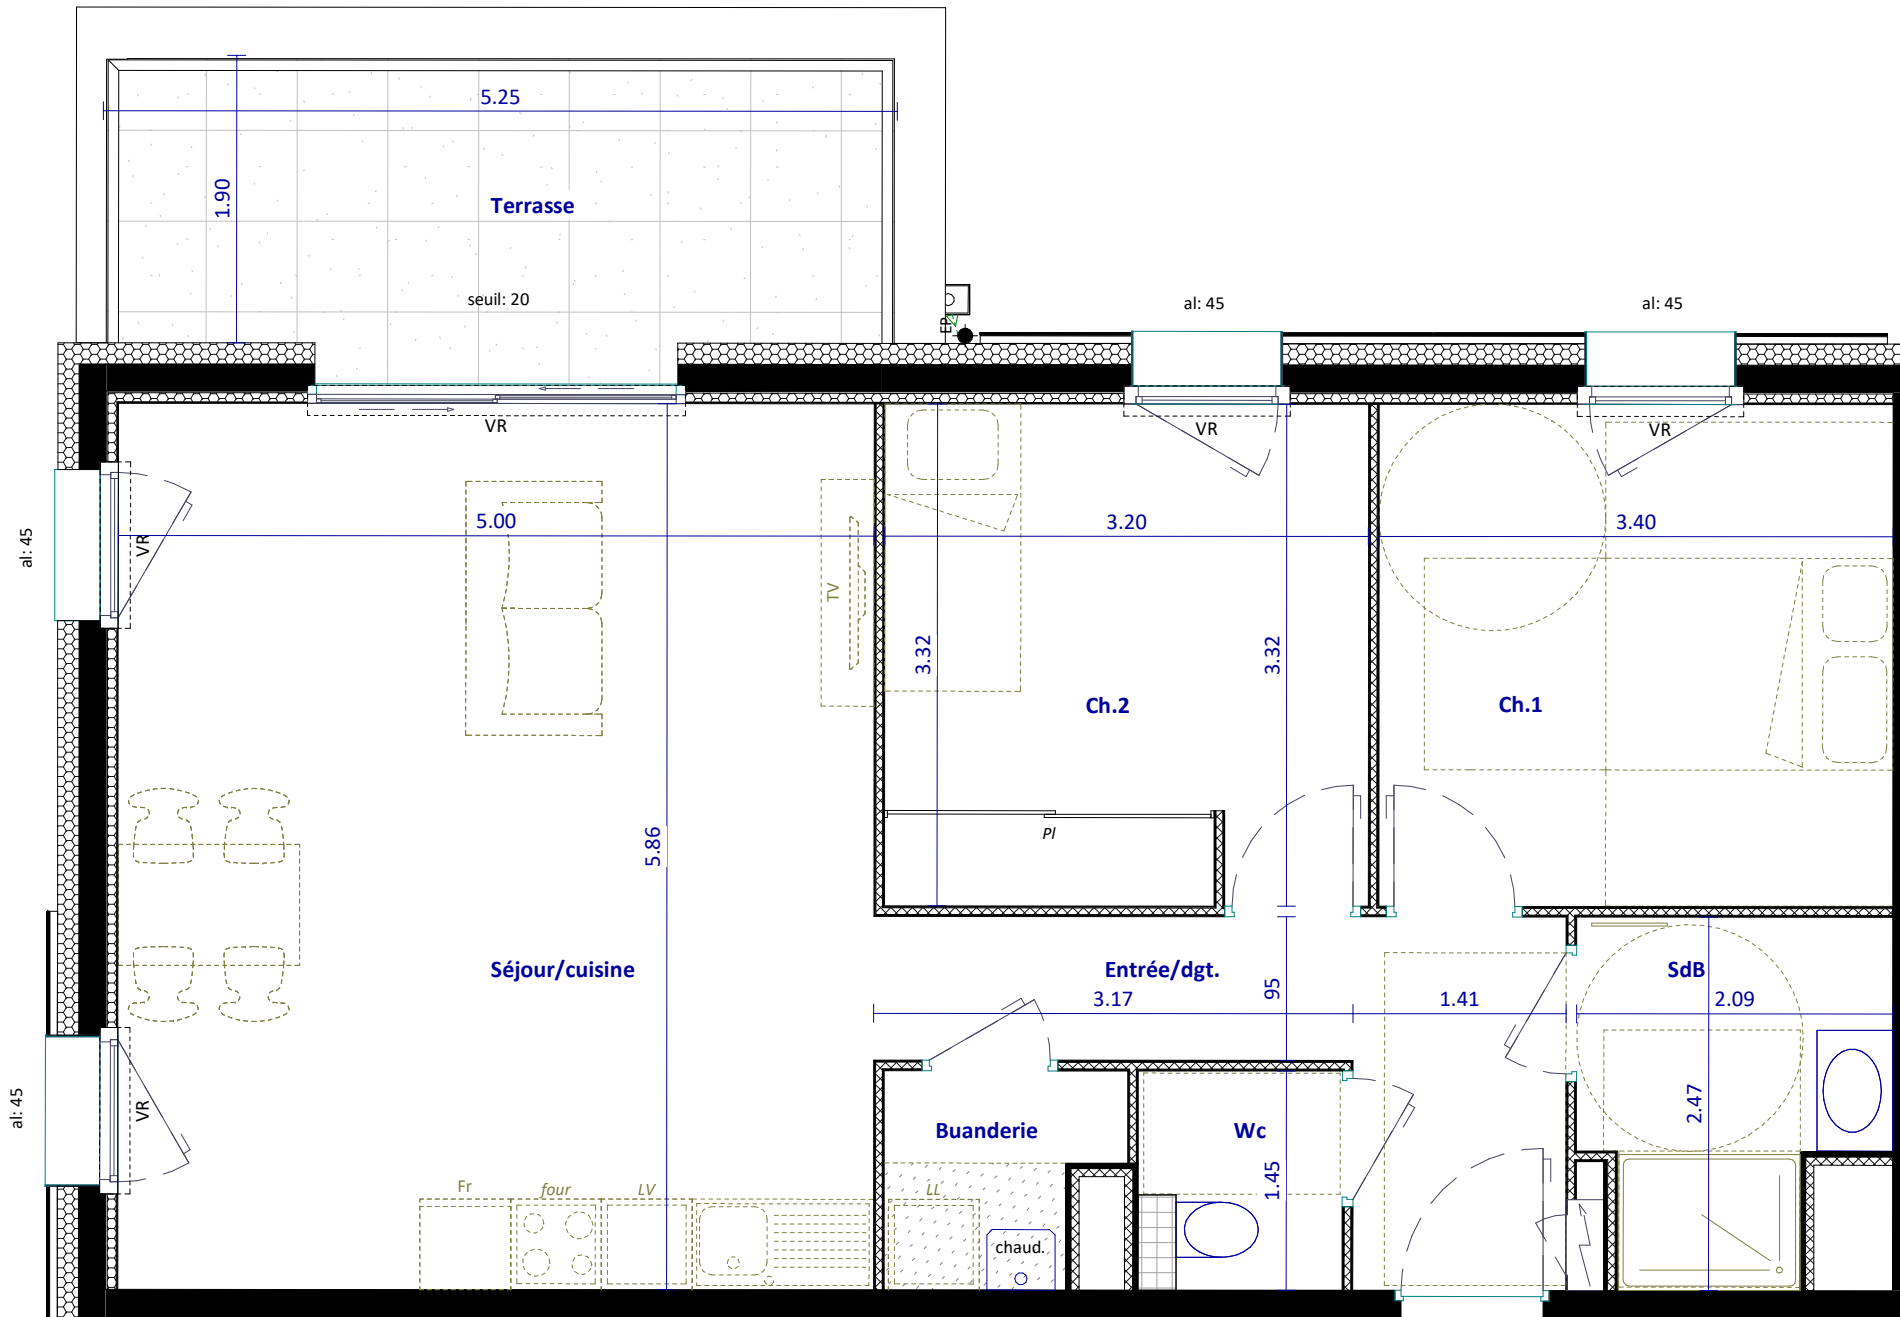 5.25
1.90
Terrasse
seuil: 20
EP
al: 45
al: 45
VR
VR
VR
al: 45
VR
5.00
3.20
3.40
TV
3.32
3.32
Ch.2
Ch.1
5.86
Pl
Séjour/cuisine
Entrée/dgt.
SdB
95
3.17
1.41
2.09
al: 45
VR
2.47
Buanderie
Wc
1.45
Fr
four
LV
LL
chaud.